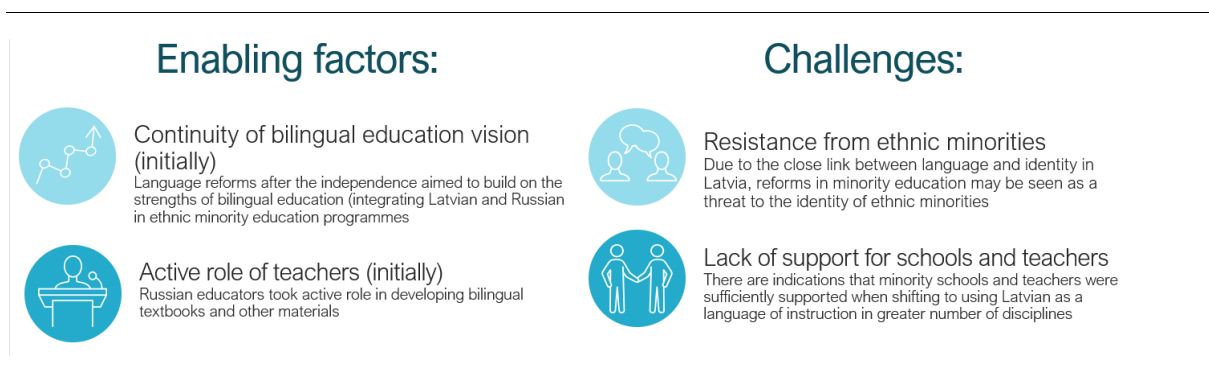 Enabling factors:
Continuity of bilingual education vision
(initially)
Language reforms after the independence aimed to build on the
strengths of bilingual education (integrating Latvian and Russian
in ethnic minority education programmes
Active role of teachers (initially)
Russian educators took active role in developing bilingual
textbooks and other materials
Challenges:
Resistance from ethnic minorities
Due to the close link between language and identity in
Latvia, reforms in minority education may be seen as a
threat to the identity of ethnic minorities
Lack of support for schools and teachers
There are indications that minority schools and teachers were
sufficiently supported when shifting to using Latvian as a
language of instruction in greater number of disciplines